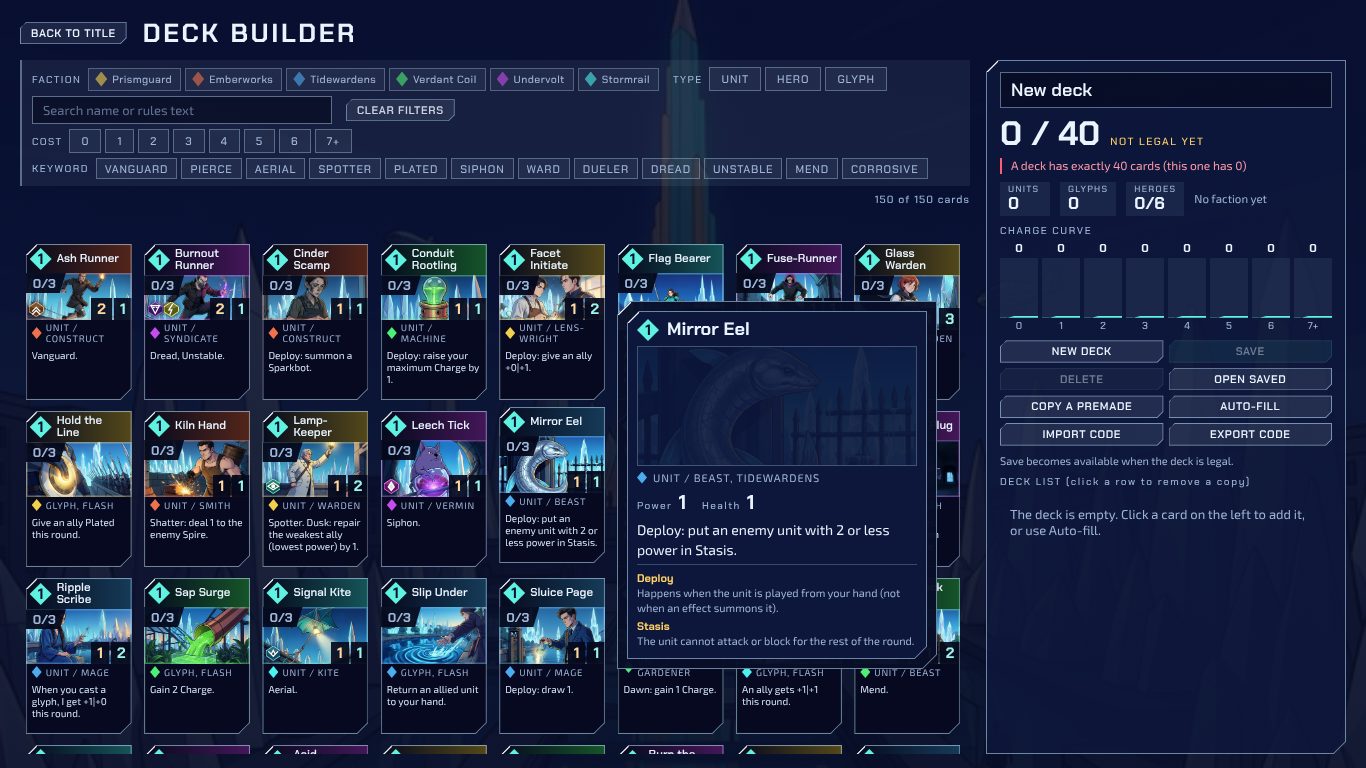 BACK TO TITLE
DECK BUILDER
FACTION Prismguard Emberworks Tidewardens Verdant Coil Undervolt Stormrail TYPE UNIT HERO GLYPH
Search name or rules text CLEAR FILTERS
COST 0 1 2 3 4 5 6 7+
KEYWORD VANGUARD PIERCE AERIAL SPOTTER PLATED SIPHON WARD DUELER DREAD UNSTABLE MEND CORROSIVE
150 of 150 cards
1 Ash Runner
0/3
2 1
UNIT /
CONSTRUCT
Vanguard.
1 Burnout
Runner
0/3
2 1
UNIT /
SYNDICATE
Dread, Unstable.
1 Cinder
Scamp
0/3
1 1
UNIT /
CONSTRUCT
Deploy: summon a
Sparkbot.
1 Conduit
Rootling
0/3
1 1
UNIT /
MACHINE
Deploy: raise your
maximum Charge by
1.
1 Facet
Initiate
0/3
1 2
UNIT / LENS-
WRIGHT
Deploy: give an ally
+0|+1.
1 Flag Bearer
0/3
1 Fuse-Runner
0/3
1 Glass
Warden
0/3
3
1 Hold the
Line
0/3
GLYPH, FLASH
Give an ally Plated
this round.
1 Kiln Hand
0/3
1 1
UNIT / SMITH
Shatter: deal 1 to the
enemy Spire.
1 Lamp-
Keeper
0/3
1 2
UNIT / WARDEN
Spotter. Dusk: repair
the weakest ally
(lowest power) by 1.
1 Leech Tick
0/3
1 1
UNIT / VERMIN
Siphon.
1 Mirror Eel
0/3
1 1
UNIT / BEAST
Deploy: put an
enemy unit with 2 or
less power in Stasis.
1 Mirror Eel
UNIT / BEAST, TIDEWARDENS
Power 1 Health 1
Deploy: put an enemy unit with 2 or less
power in Stasis.
Deploy
Happens when the unit is played from your hand (not
when an effect summons it).
Stasis
The unit cannot attack or block for the rest of the round.
1 Ripple
Scribe
0/3
1 2
UNIT / MAGE
When you cast a
glyph, I get +1|+0
this round.
1 Sap Surge
0/3
GLYPH, FLASH
Gain 2 Charge.
1 Signal Kite
0/3
1 1
UNIT / KITE
Aerial.
1 Slip Under
0/3
GLYPH, FLASH
Return an allied unit
to your hand.
1 Sluice Page
0/3
1 1
UNIT / MAGE
Deploy: draw 1.
GARDENER
Dawn: gain 1 Charge.
GLYPH, FLASH
An ally gets +1|+1
this round.
2
UNIT / BEAST
Mend.
New deck
0 / 40 NOT LEGAL YET
A deck has exactly 40 cards (this one has 0)
UNITS
0
GLYPHS
0
HEROES
0/6
No faction yet
CHARGE CURVE
0 0 0 0 0 0 0 0
0 1 2 3 4 5 6 7+
NEW DECK SAVE
DELETE OPEN SAVED
COPY A PREMADE AUTO-FILL
IMPORT CODE EXPORT CODE
Save becomes available when the deck is legal.
DECK LIST (click a row to remove a copy)
The deck is empty. Click a card on the left to add it,
or use Auto-fill.